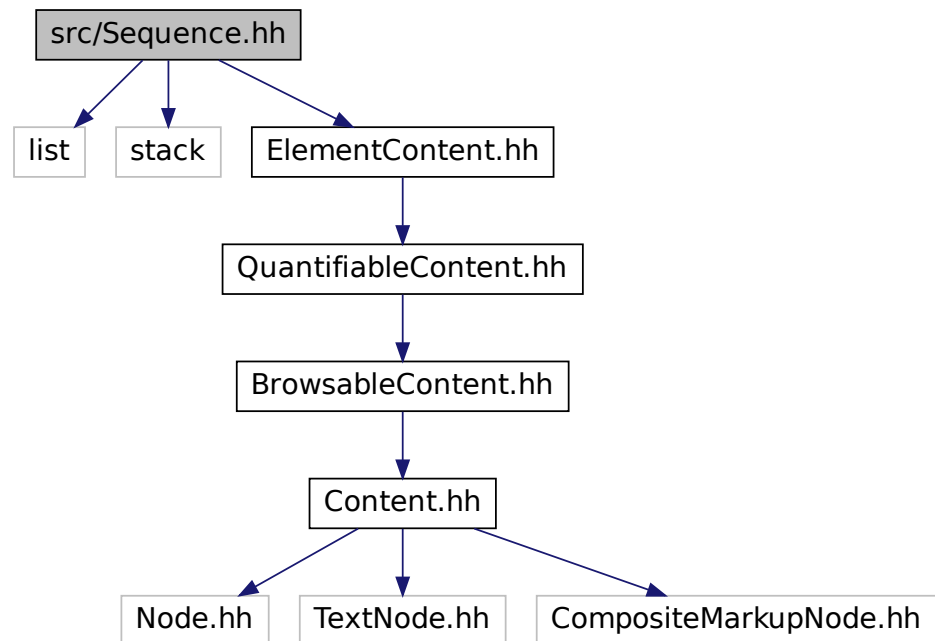 src/Sequence.hh
list
stack
ElementContent.hh
QuantifiableContent.hh
BrowsableContent.hh
Content.hh
Node.hh
TextNode.hh
CompositeMarkupNode.hh